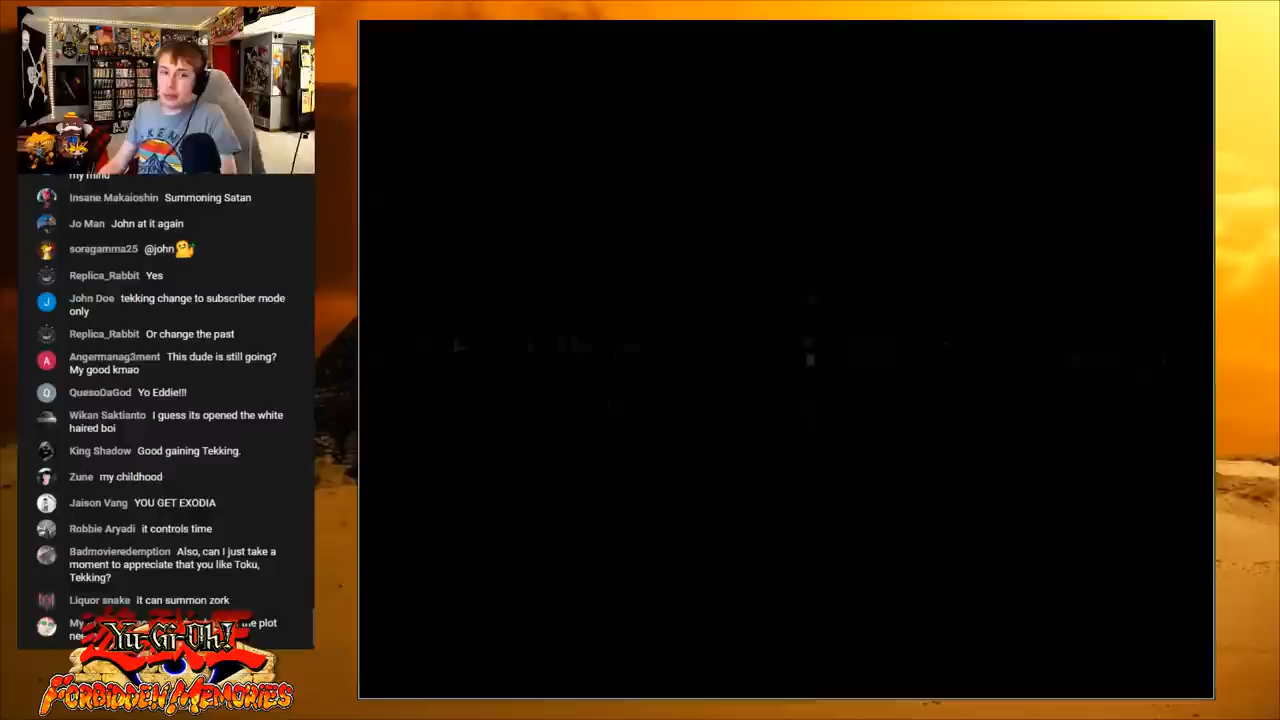 my mind
Insane Makaioshin Summoning Satan
Jo Man John at it again
soragamma25 @john
Replica_Rabbit Yes
John Doe tekking change to subscriber mode
only
Replica_Rabbit Or change the past
Angermanag3ment This dude is still going?
My good kmao
QuesoDaGod Yo Eddie!!!
Wikan Saktianto I guess its opened the white
haired boi
King Shadow Good gaining Tekking.
Zune my childhood
Jaison Vang YOU GET EXODIA
Robbie Aryadi it controls time
Badmovieredemption Also, can I just take a
moment to appreciate that you like Toku,
Tekking?
Liquor snake it can summon zork
My the plot
Yu-Gi-Oh!
FORBIDDEN MEMORIES